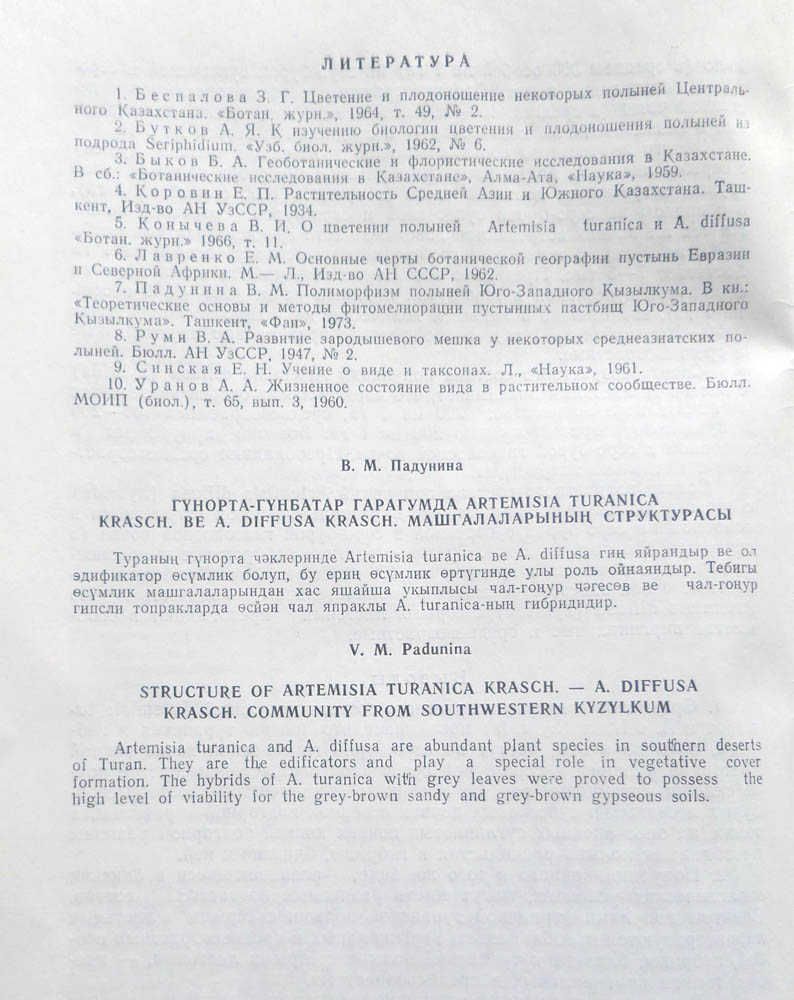 ЛИТЕРАТУРА
1. Беспалова З. Г. Цветение и плодоношение некоторых полыней Централь-
ного Казахстана. «Ботан. журн.», 1964, т. 49, № 2.
2. Бутков А. Я. К изучению биологии цветения и плодоношения полыней из
подрода Seriphidium. «Узб. биол. журн.», 1962, № 6.
3. Быков Б. А. Геоботанические и флористические исследования в Казахстане.
В сб.: «Ботанические исследования в Казахстане», Алма-Ата, «Наука», 1959.
4. Коровин Е. П. Растительность Средней Азии и Южного Казахстана. Таш-
кент, Изд-во АН УзССР, 1934.
5. Конычева В. И. О цветении полыней Artemisia turanica и A. diffusa
«Ботан. журн.» 1966, т. 11.
6. Лавренко Е. М. Основные черты ботанической географии пустынь Евразии
и Северной Африки. М.— Л., Изд-во АН СССР, 1962.
7. Падунина В. М. Полиморфизм полыней Юго-Западного Кызылкума. В кн.:
«Теоретические основы и методы фитомелиорации пустынных пастбищ Юго-Западного
Кызылкума». Ташкент, «Фан», 1973.
8. Руми В. А. Развитие зародышевого мешка у некоторых среднеазиатских по-
лыней. Бюлл. АН УзССР, 1947, № 2.
9. Синская Е. Н. Учение о виде и таксонах. Л., «Наука», 1961.
10. Уранов А. А. Жизненное состояние вида в растительном сообществе. Бюлл.
МОИП (биол.), т. 65, вып. 3, 1960.
В. М. Падунина
ГҮНОРТА-ГҮНБАТАР ГАРАГУМДА ARTEMISIA TURANICA
KRASCH. ВЕ A. DIFFUSA KRASCH. МАШГАЛАЛАРЫНЫҢ СТРУКТУРАСЫ
Тураның гүнорта чәклеринде Artemisia turanica ве A. diffusa гиң яйрандыр ве ол
эдификатор өсүмлик болуп, бу ериң өсүмлик өртүгинде улы роль ойнаяндыр. Тебигы
өсүмлик машгалаларындан хас яшайша укыплысы чал-гоңур чәгесөв ве чал-гоңур
гипсли топракларда өсйән чал япраклы A. turanica-ның гибридидир.
V. M. Padunina
STRUCTURE OF ARTEMISIA TURANICA KRASCH. — A. DIFFUSA
KRASCH. COMMUNITY FROM SOUTHWESTERN KYZYLKUM
Artemisia turanica and A. diffusa are abundant plant species in southern deserts
of Turan. They are the edificators and play a special role in vegetative cover
formation. The hybrids of A. turanica with grey leaves were proved to possess the
high level of viability for the grey-brown sandy and grey-brown gypseous soils.